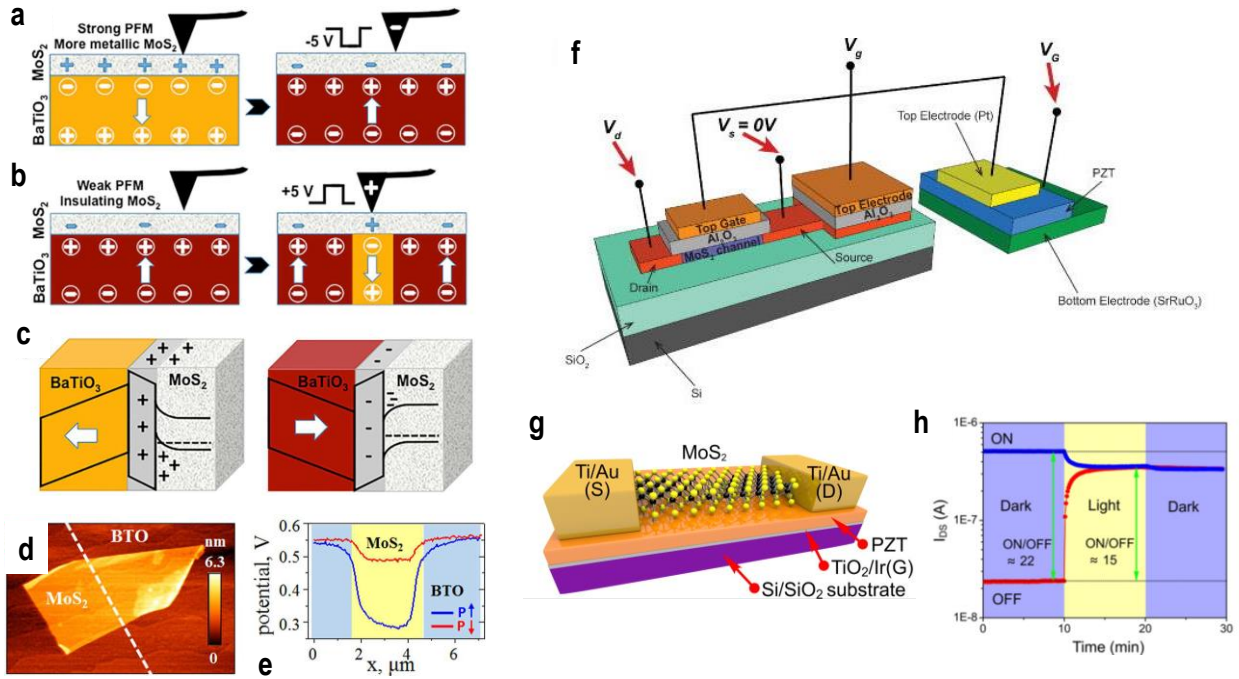 a
Strong PFM
More metallic MoS2
-5 V
MoS2
BaTiO3
b
Weak PFM
Insulating MoS2
+5 V
MoS2
BaTiO3
c
BaTiO3
MoS2
BaTiO3
MoS2
d
BTO
MoS2
nm
6.3
0
e
0.6
0.5
0.4
0.3
potential, V
MoS2
BTO
P↑
P↓
0
2
4
6
x, μm
f
Vg
VG
Vd
Vs = 0V
Top Electrode (Pt)
PZT
Top Gate
Al2O3
MoS2 channel
Top Electrode
Al2O3
Drain
Source
Bottom Electrode (SrRuO3)
SiO2
Si
g
MoS2
Ti/Au
(S)
Ti/Au
(D)
PZT
TiO2/Ir(G)
Si/SiO2 substrate
h
1E-6
1E-7
1E-8
IDS (A)
ON
Dark
Light
Dark
ON/OFF
≈ 22
ON/OFF
≈ 15
OFF
0
10
20
30
Time (min)